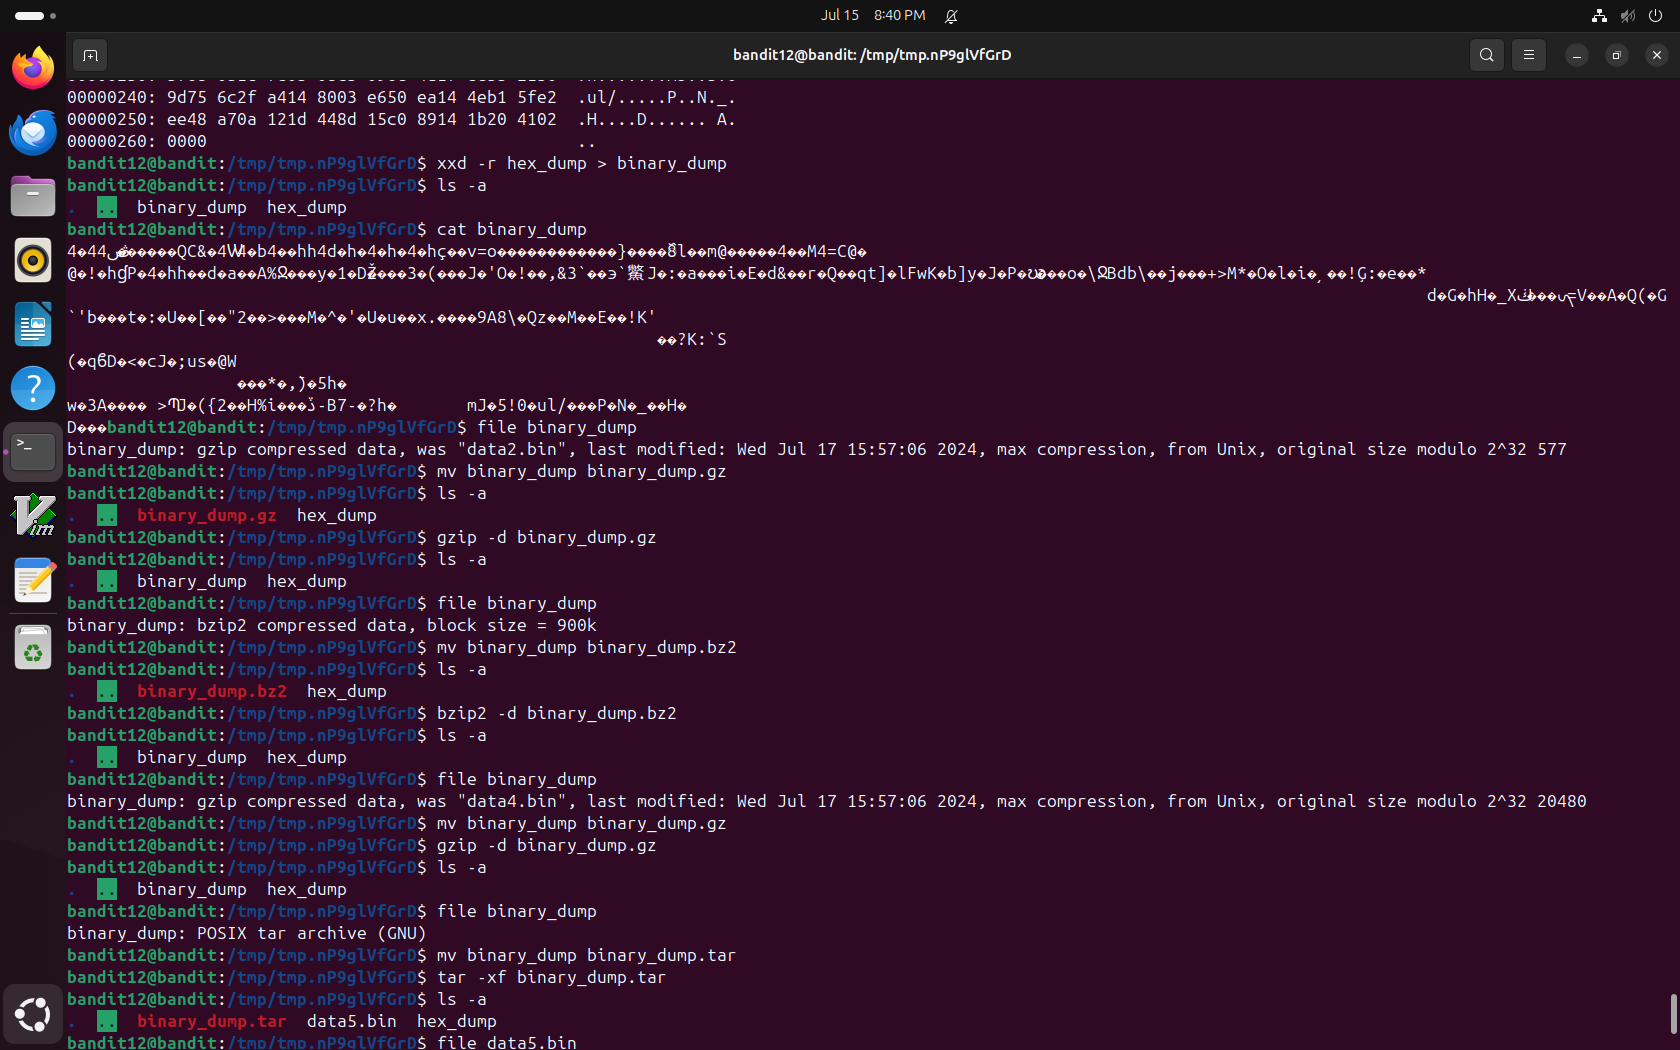 Jul 15 8:40 PM
bandit12@bandit: /tmp/tmp.nP9glVfGrD
00000240: 9d75 6c2f a414 8003 e650 ea14 4eb1 5fe2 .ul/.....P..N._.
00000250: ee48 a70a 121d 448d 15c0 8914 1b20 4102 .H....D...... A.
00000260: 0000 ..
bandit12@bandit:/tmp/tmp.nP9glVfGrD$ xxd -r hex_dump > binary_dump
bandit12@bandit:/tmp/tmp.nP9glVfGrD$ ls -a
. .. binary_dump hex_dump
bandit12@bandit:/tmp/tmp.nP9glVfGrD$ cat binary_dump
��?K:`S
���*�,J�5h�
D���bandit12@bandit:/tmp/tmp.nP9glVfGrD$ file binary_dump
binary_dump: gzip compressed data, was "data2.bin", last modified: Wed Jul 17 15:57:06 2024, max compression, from Unix, original size modulo 2^32 577
bandit12@bandit:/tmp/tmp.nP9glVfGrD$ mv binary_dump binary_dump.gz
bandit12@bandit:/tmp/tmp.nP9glVfGrD$ ls -a
. .. binary_dump.gz hex_dump
bandit12@bandit:/tmp/tmp.nP9glVfGrD$ gzip -d binary_dump.gz
bandit12@bandit:/tmp/tmp.nP9glVfGrD$ ls -a
. .. binary_dump hex_dump
bandit12@bandit:/tmp/tmp.nP9glVfGrD$ file binary_dump
binary_dump: bzip2 compressed data, block size = 900k
bandit12@bandit:/tmp/tmp.nP9glVfGrD$ mv binary_dump binary_dump.bz2
bandit12@bandit:/tmp/tmp.nP9glVfGrD$ ls -a
. .. binary_dump.bz2 hex_dump
bandit12@bandit:/tmp/tmp.nP9glVfGrD$ bzip2 -d binary_dump.bz2
bandit12@bandit:/tmp/tmp.nP9glVfGrD$ ls -a
. .. binary_dump hex_dump
bandit12@bandit:/tmp/tmp.nP9glVfGrD$ file binary_dump
binary_dump: gzip compressed data, was "data4.bin", last modified: Wed Jul 17 15:57:06 2024, max compression, from Unix, original size modulo 2^32 20480
bandit12@bandit:/tmp/tmp.nP9glVfGrD$ mv binary_dump binary_dump.gz
bandit12@bandit:/tmp/tmp.nP9glVfGrD$ gzip -d binary_dump.gz
bandit12@bandit:/tmp/tmp.nP9glVfGrD$ ls -a
. .. binary_dump hex_dump
bandit12@bandit:/tmp/tmp.nP9glVfGrD$ file binary_dump
binary_dump: POSIX tar archive (GNU)
bandit12@bandit:/tmp/tmp.nP9glVfGrD$ mv binary_dump binary_dump.tar
bandit12@bandit:/tmp/tmp.nP9glVfGrD$ tar -xf binary_dump.tar
bandit12@bandit:/tmp/tmp.nP9glVfGrD$ ls -a
. .. binary_dump.tar data5.bin hex_dump
bandit12@bandit:/tmp/tmp.nP9glVfGrD$ file data5.bin